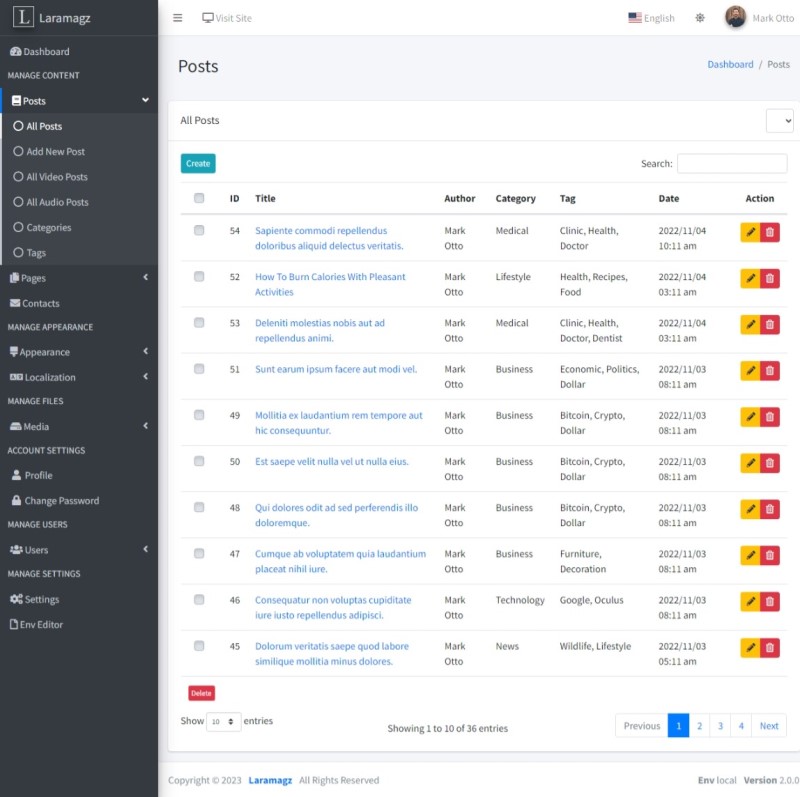 L Laramagz
Visit Site
English
Mark Otto
Dashboard
MANAGE CONTENT
Posts
All Posts
Add New Post
All Video Posts
All Audio Posts
Categories
Tags
Pages
Contacts
MANAGE APPEARANCE
Appearance
Localization
MANAGE FILES
Media
ACCOUNT SETTINGS
Profile
Change Password
MANAGE USERS
Users
MANAGE SETTINGS
Settings
Env Editor
Posts
Dashboard / Posts
All Posts
Create
Search:
ID Title Author Category Tag Date Action
54 Sapiente commodi repellendus Mark Medical Clinic, Health, 2022/11/04
doloribus aliquid delectus veritatis. Otto Doctor 10:11 am
52 How To Burn Calories With Pleasant Mark Lifestyle Health, Recipes, 2022/11/04
Activities Otto Food 03:11 am
53 Deleniti molestias nobis aut ad Mark Medical Clinic, Health, 2022/11/04
repellendus animi. Otto Doctor, Dentist 03:11 am
51 Sunt earum ipsum facere aut modi vel. Mark Business Economic, Politics, 2022/11/03
Otto Dollar 08:11 am
49 Mollitia ex laudantium rem tempore aut Mark Business Bitcoin, Crypto, 2022/11/03
hic consequuntur. Otto Dollar 08:11 am
50 Est saepe velit nulla vel ut nulla eius. Mark Business Bitcoin, Crypto, 2022/11/03
Otto Dollar 08:11 am
48 Qui dolores odit ad sed perferendis illo Mark Business Bitcoin, Crypto, 2022/11/03
doloremque. Otto Dollar 08:11 am
47 Cumque ab voluptatem quia laudantium Mark Business Furniture, 2022/11/03
placeat nihil iure. Otto Decoration 08:11 am
46 Consequatur non voluptas cupiditate Mark Technology Google, Oculus 2022/11/03
iure iusto repellendus adipisci. Otto 08:11 am
45 Dolorum veritatis saepe quod labore Mark News Wildlife, Lifestyle 2022/11/03
similique mollitia minus dolores. Otto 05:11 am
Delete
Show 10 entries
Showing 1 to 10 of 36 entries
Previous 1 2 3 4 Next
Copyright © 2023 Laramagz All Rights Reserved
Env local Version 2.0.0